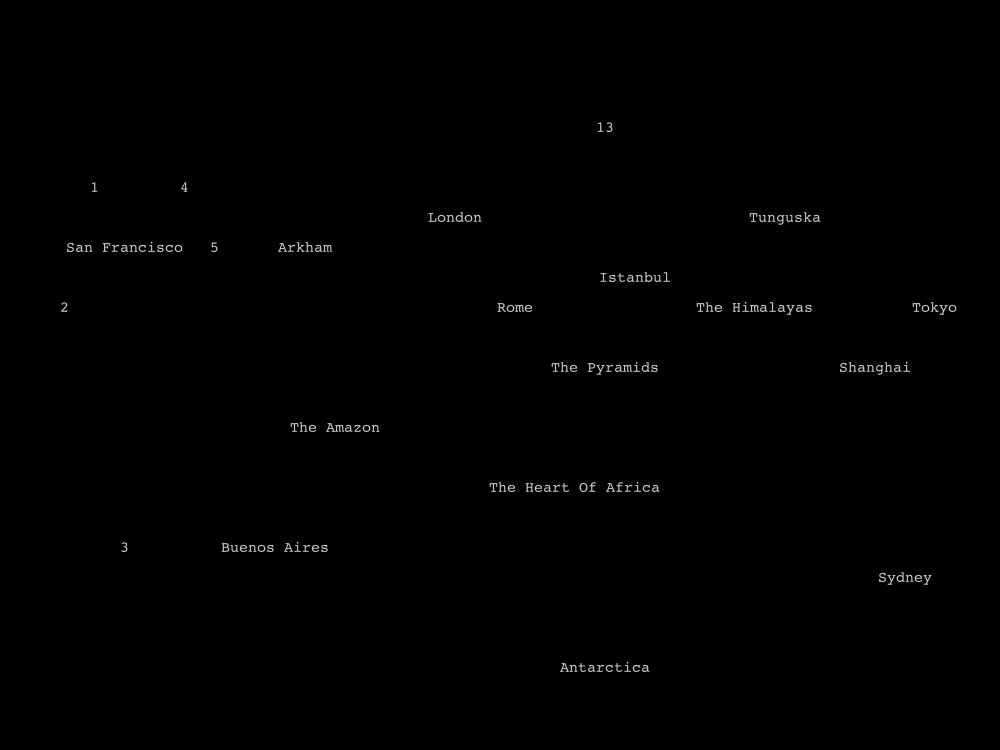 13
1 4
London Tunguska
San Francisco 5 Arkham
Istanbul
2 Rome The Himalayas Tokyo
The Pyramids Shanghai
The Amazon
The Heart Of Africa
3 Buenos Aires
Sydney
Antarctica